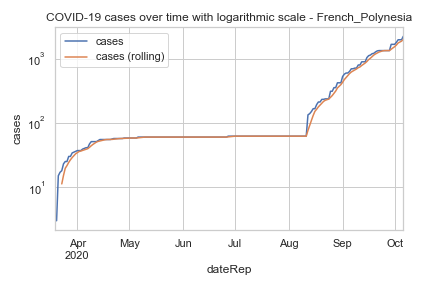 COVID-19 cases over time with logarithmic scale - French_Polynesia
cases
cases (rolling)
10³
10²
10¹
cases
Apr
2020
May
Jun
Jul
Aug
Sep
Oct
dateRep